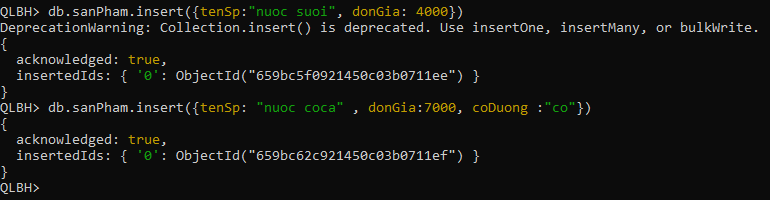 QLBH> db.sanPham.insert({tenSp:"nuoc suoi", donGia: 4000})
DeprecationWarning: Collection.insert() is deprecated. Use insertOne, insertMany, or bulkWrite.
{
  acknowledged: true,
  insertedIds: { '0': ObjectId("659bc5f0921450c03b0711ee") }
}
QLBH> db.sanPham.insert({tenSp: "nuoc coca" , donGia:7000, coDuong :"co"})
{
  acknowledged: true,
  insertedIds: { '0': ObjectId("659bc62c921450c03b0711ef") }
}
QLBH>